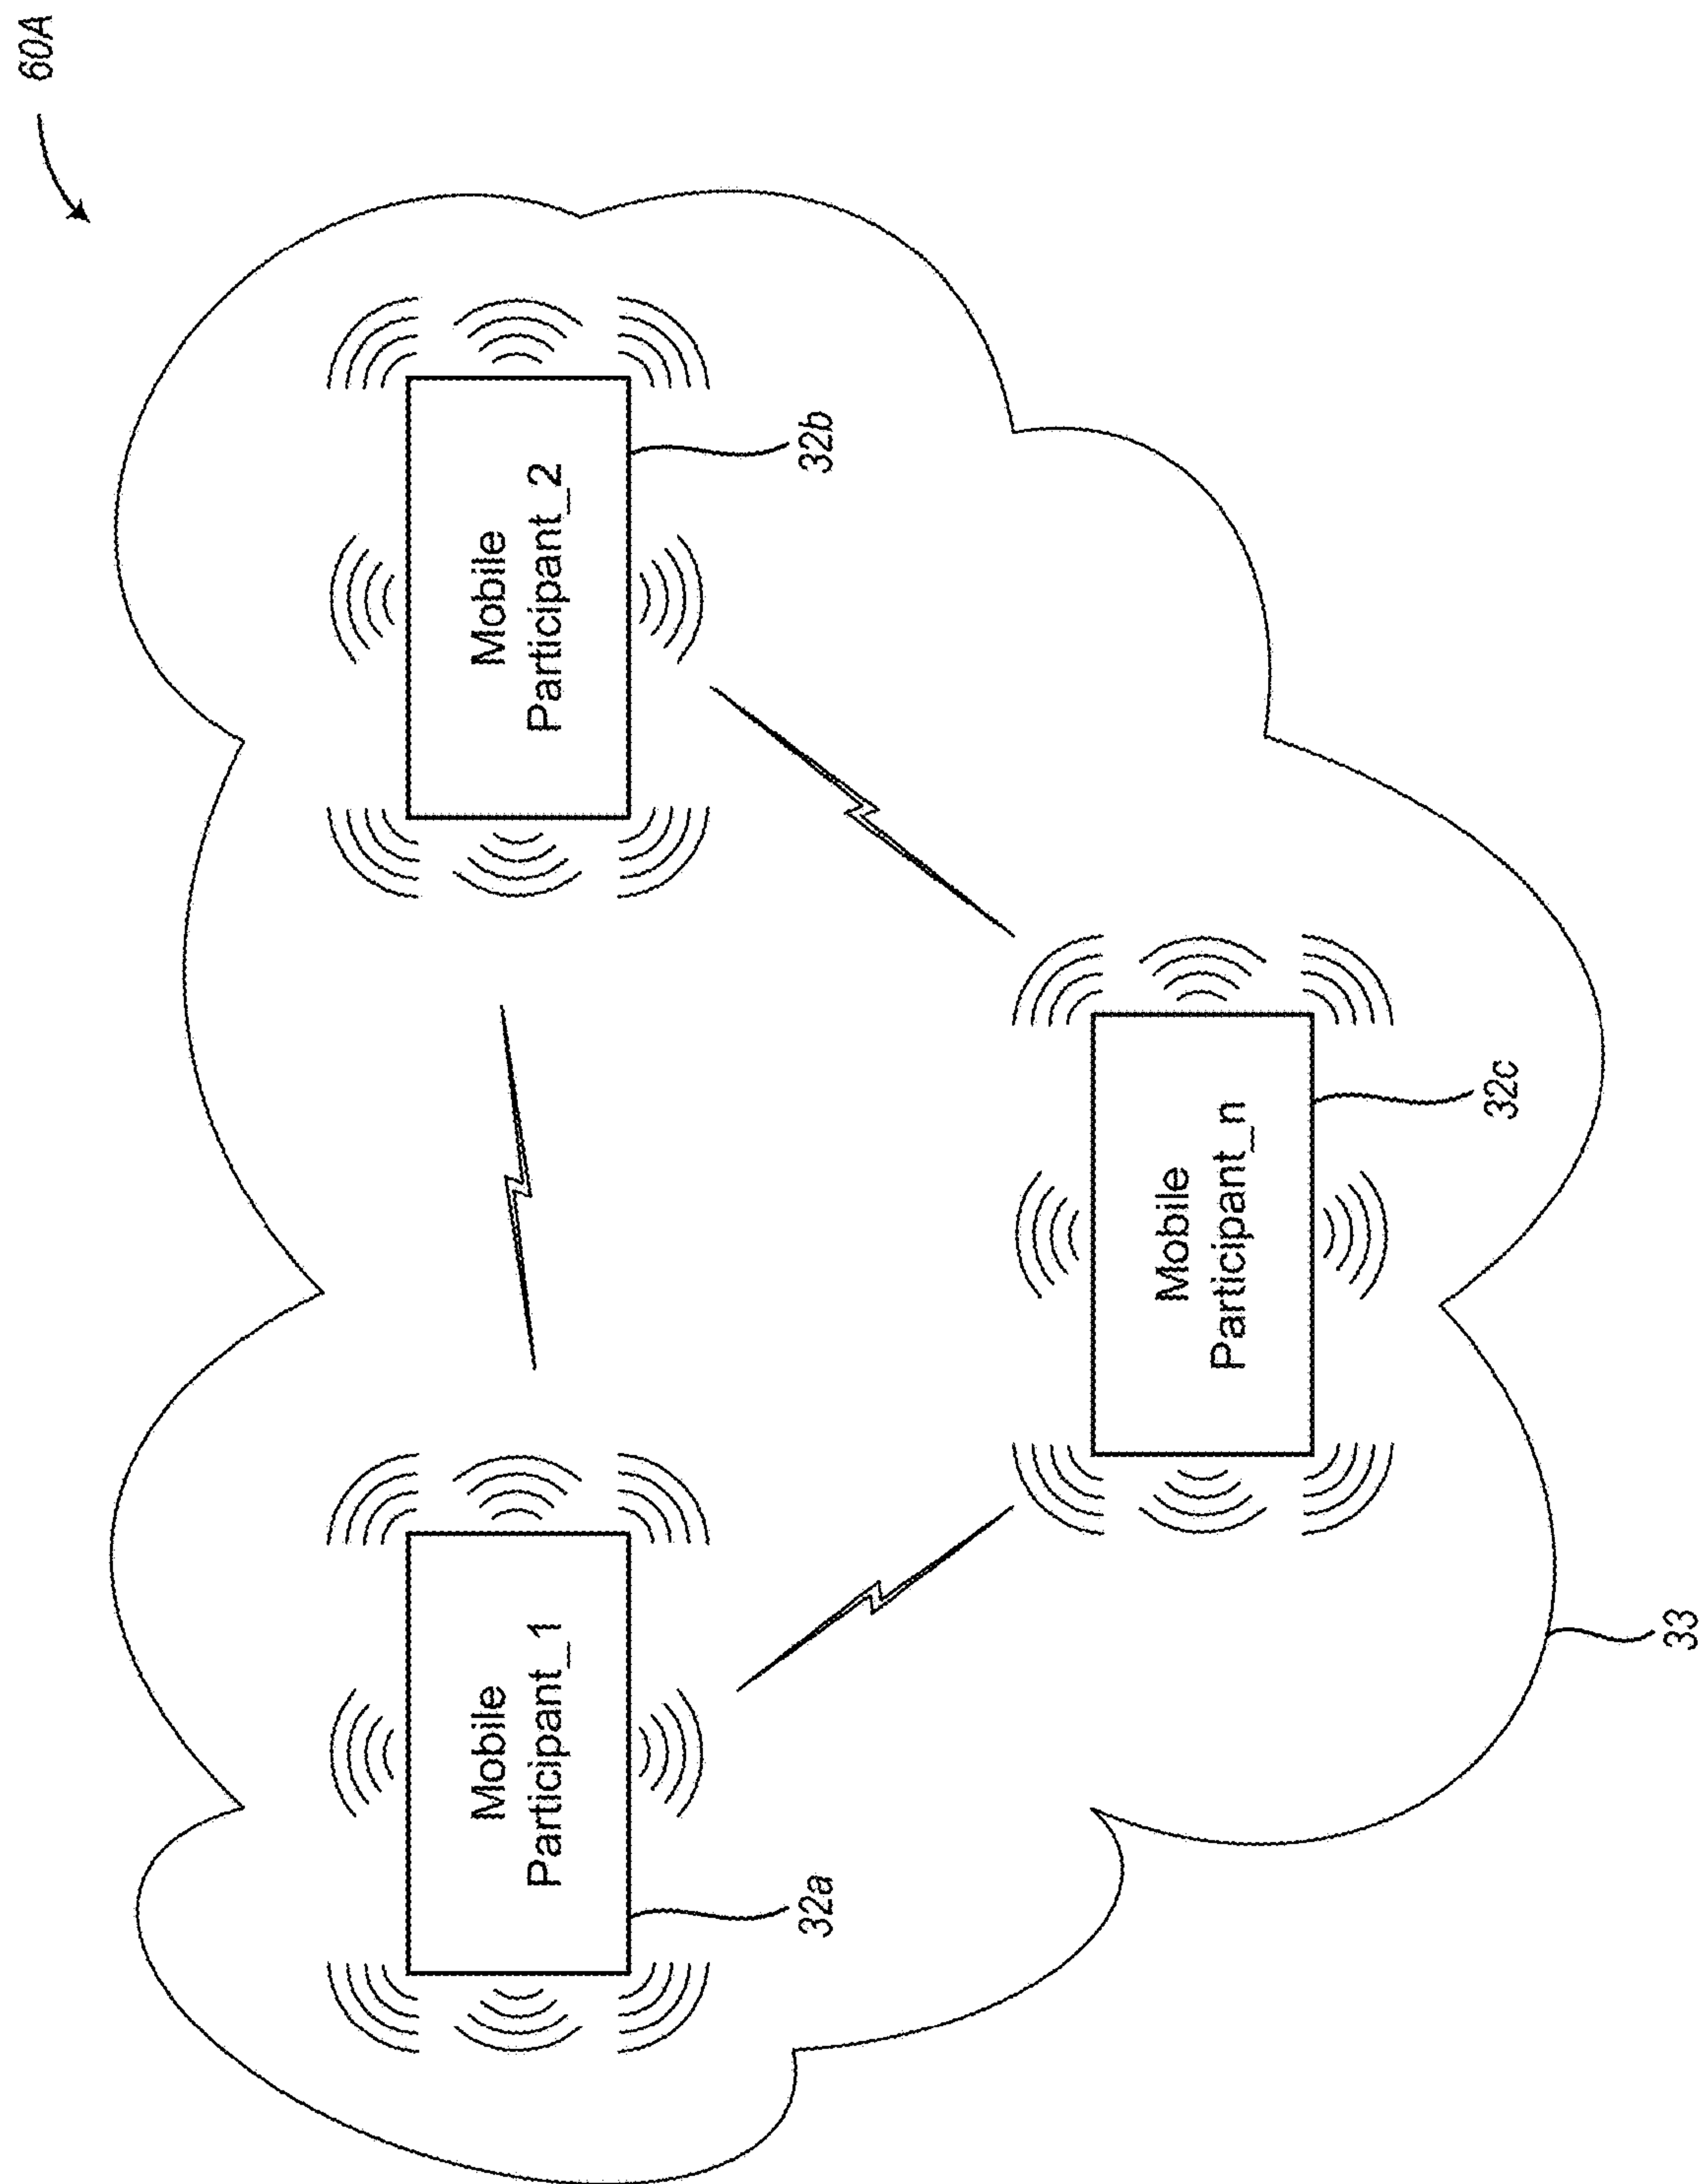 60A
Mobile
Participant_1
32a
Mobile
Participant_2
32b
Mobile
Participant_n
32c
33